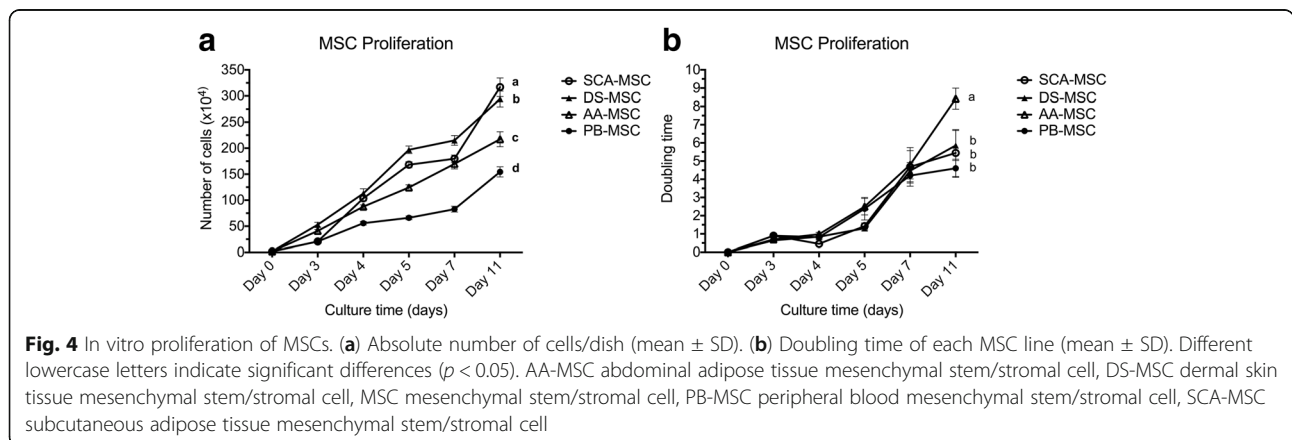 a
MSC Proliferation
350
300
250
200
150
100
50
0
Number of cells (x10⁴)
Day 0
Day 3
Day 4
Day 5
Day 7
Day 11
Culture time (days)
a
b
c
d
SCA-MSC
DS-MSC
AA-MSC
PB-MSC
b
MSC Proliferation
10
9
8
7
6
5
4
3
2
1
0
Doubling time
Day 0
Day 3
Day 4
Day 5
Day 7
Day 11
Culture time (days)
a
b
b
b
SCA-MSC
DS-MSC
AA-MSC
PB-MSC
Fig. 4 In vitro proliferation of MSCs. (a) Absolute number of cells/dish (mean ± SD). (b) Doubling time of each MSC line (mean ± SD). Different
lowercase letters indicate significant differences (p < 0.05). AA-MSC abdominal adipose tissue mesenchymal stem/stromal cell, DS-MSC dermal skin
tissue mesenchymal stem/stromal cell, MSC mesenchymal stem/stromal cell, PB-MSC peripheral blood mesenchymal stem/stromal cell, SCA-MSC
subcutaneous adipose tissue mesenchymal stem/stromal cell